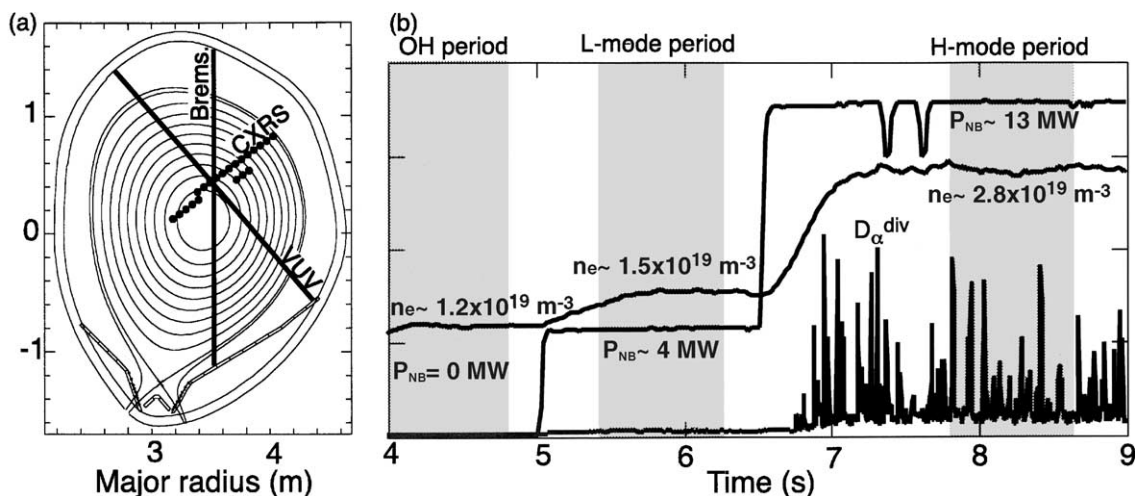 (a)
Brems.
CXRS
VUV
1
0
-1
3
4
Major radius (m)
(b)
OH period
L-mode period
H-mode period
P_NB~ 13 MW
n_e~ 2.8x10^19 m^-3
D_α^div
n_e~ 1.5x10^19 m^-3
n_e~ 1.2x10^19 m^-3
P_NB~ 4 MW
P_NB= 0 MW
4
5
6
7
8
9
Time (s)